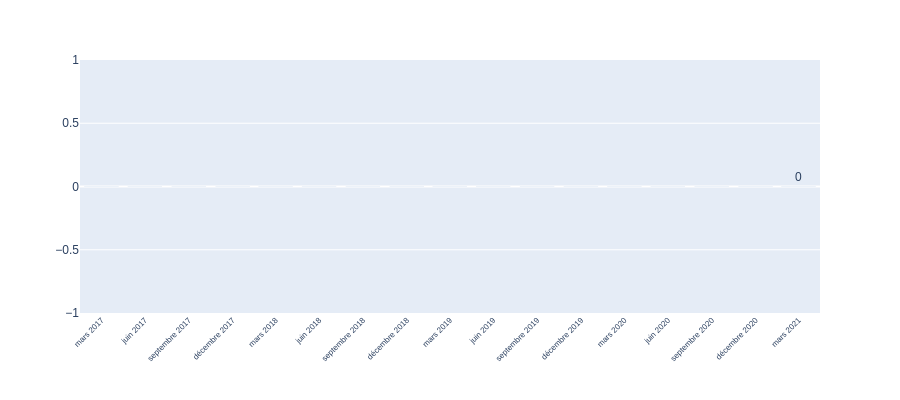 1
0.5
0
0
−0.5
−1
mars 2017
juin 2017
septembre 2017
décembre 2017
mars 2018
juin 2018
septembre 2018
décembre 2018
mars 2019
juin 2019
septembre 2019
décembre 2019
mars 2020
juin 2020
septembre 2020
décembre 2020
mars 2021